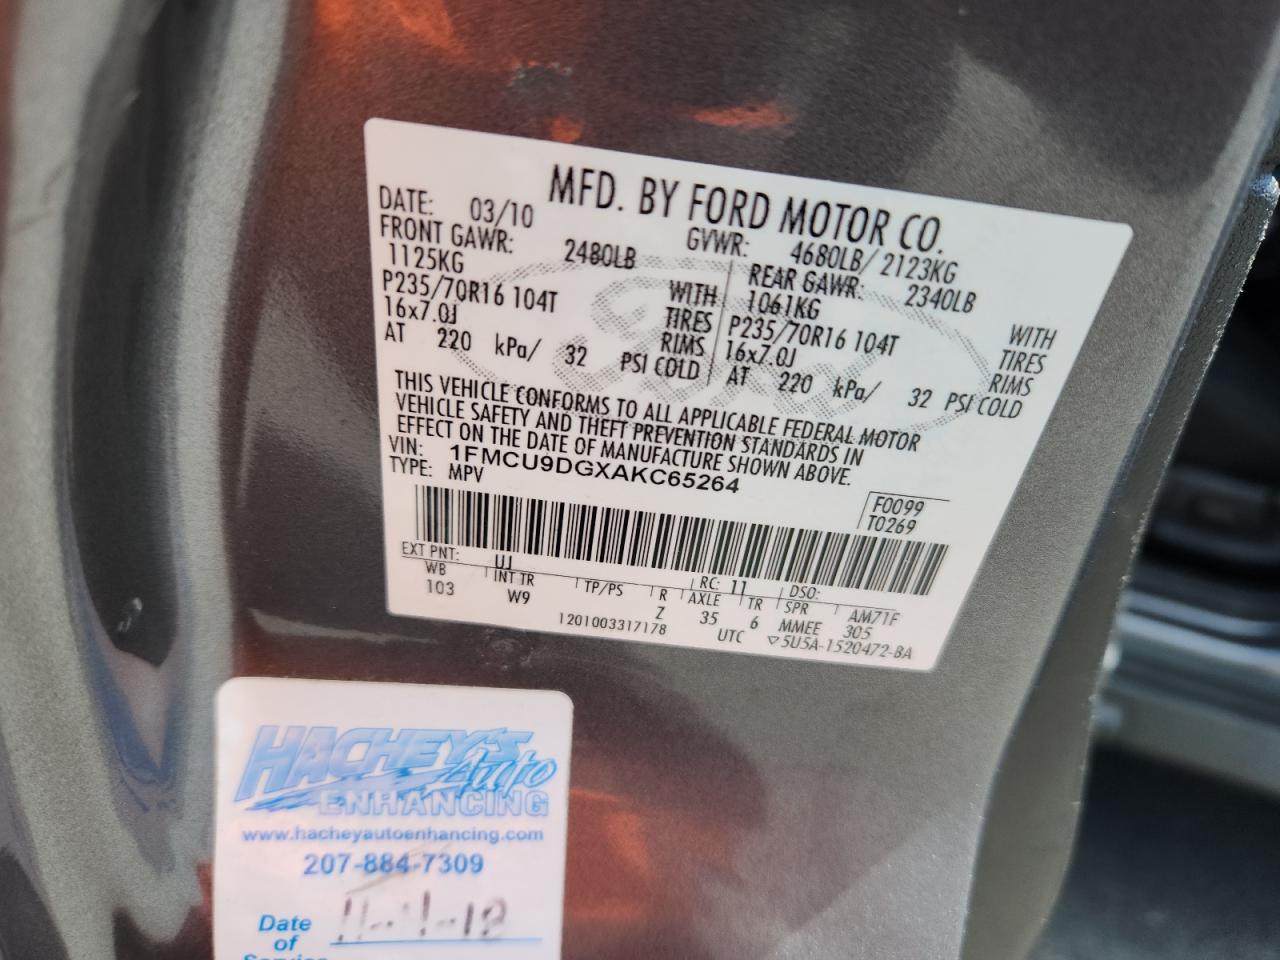 MFD. BY FORD MOTOR CO.
DATE: 03/10 GVWR: 4680LB/ 2123KG
FRONT GAWR: 2480LB REAR GAWR: 2340LB
1125KG WITH 1061KG WITH
P235/70R16 104T TIRES P235/70R16 104T TIRES
16x7.0J RIMS 16x7.0J RIMS
AT 220 kPa/ 32 PSI COLD AT 220 kPa/ 32 PSI COLD
THIS VEHICLE CONFORMS TO ALL APPLICABLE FEDERAL MOTOR
VEHICLE SAFETY AND THEFT PREVENTION STANDARDS IN
EFFECT ON THE DATE OF MANUFACTURE SHOWN ABOVE.
VIN: 1FMCU9DGXAKC65264
TYPE: MPV
F0099
T0269
EXT PNT: UJ RC: 11 DSO:
WB INT TR TP/PS R AXLE TR SPR AM71F
103 W9 Z 35 6 MMEE 305
1201003317178 UTC ▽5U5A-1520472-BA
Ford
HACHEY'S
Auto
ENHANCING
www.hacheyautoenhancing.com
207-884-7309
Date
of
Service